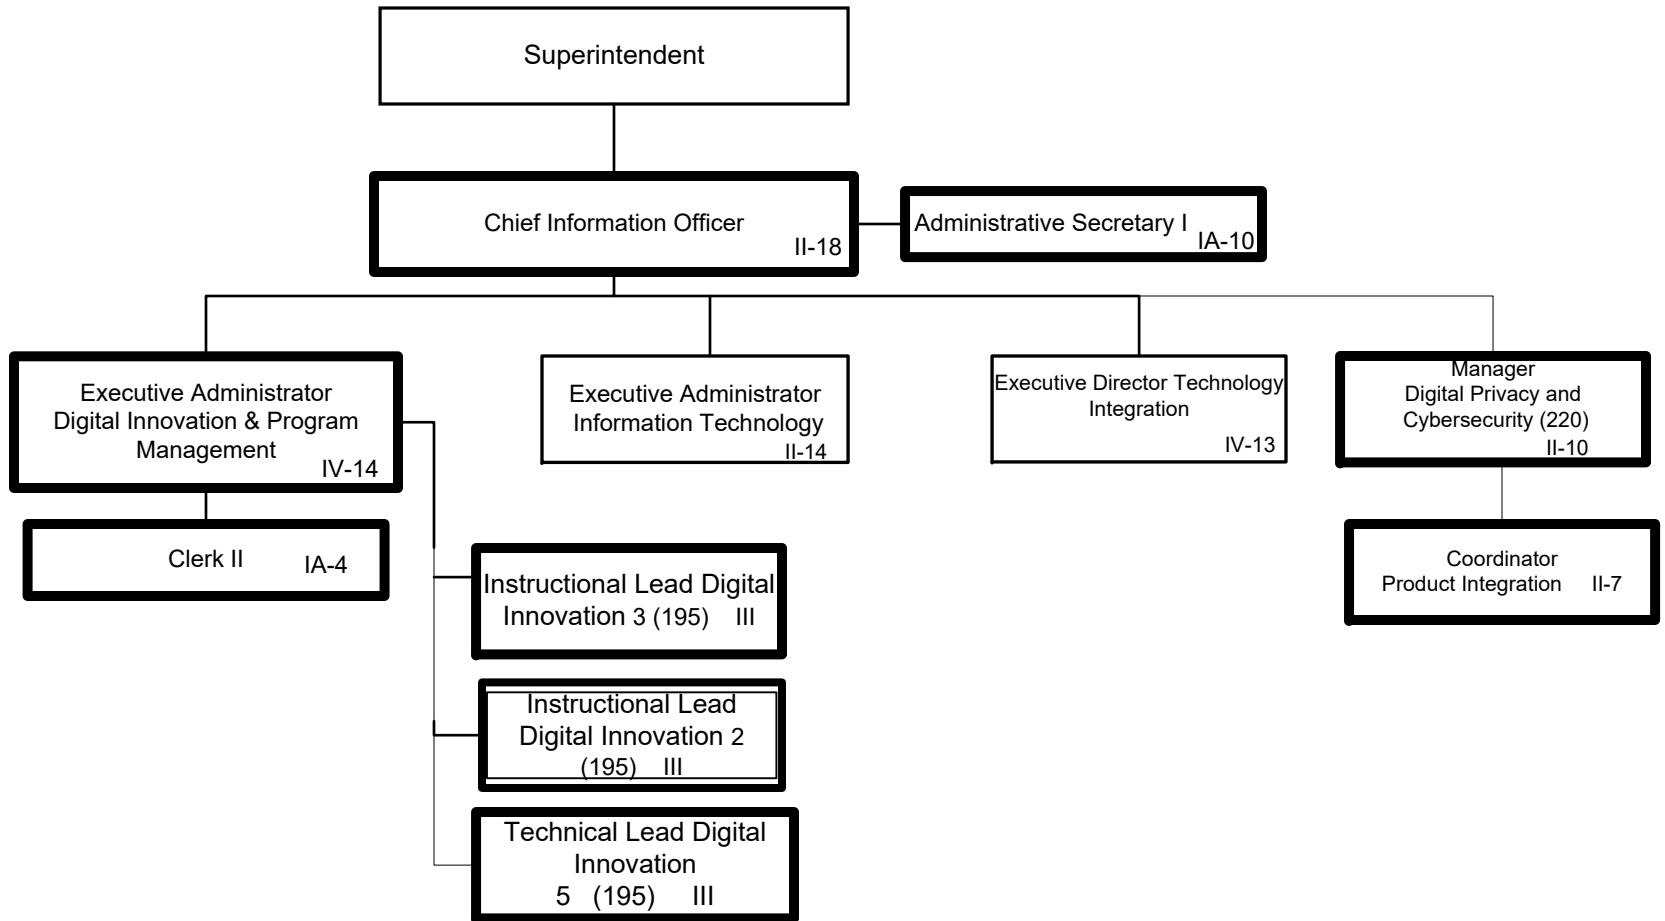 Superintendent
Chief Information Officer
II-18
Administrative Secretary I
IA-10
Executive Administrator
Digital Innovation & Program
Management
IV-14
Executive Administrator
Information Technology
II-14
Executive Director Technology
Integration
IV-13
Manager
Digital Privacy and
Cybersecurity (220)
II-10
Clerk II IA-4
Coordinator
Product Integration II-7
Instructional Lead Digital
Innovation 3 (195) III
Instructional Lead
Digital Innovation 2
(195) III
Technical Lead Digital
Innovation
5 (195) III